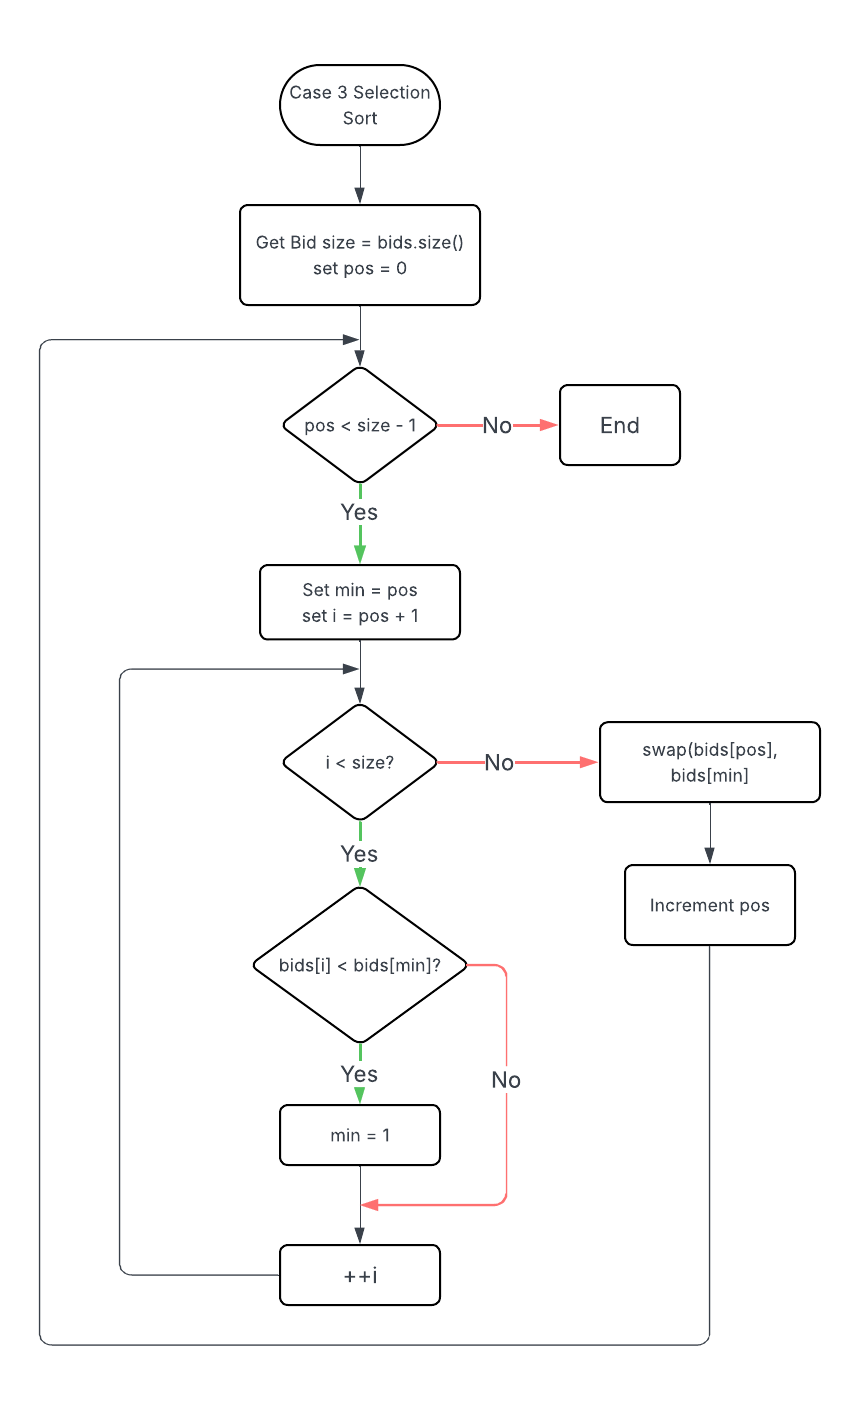 Case 3 Selection
Sort
Get Bid size = bids.size()
set pos = 0
pos < size - 1
No
End
Yes
Set min = pos
set i = pos + 1
i < size?
No
swap(bids[pos],
bids[min]
Yes
Increment pos
bids[i] < bids[min]?
Yes
No
min = 1
++i